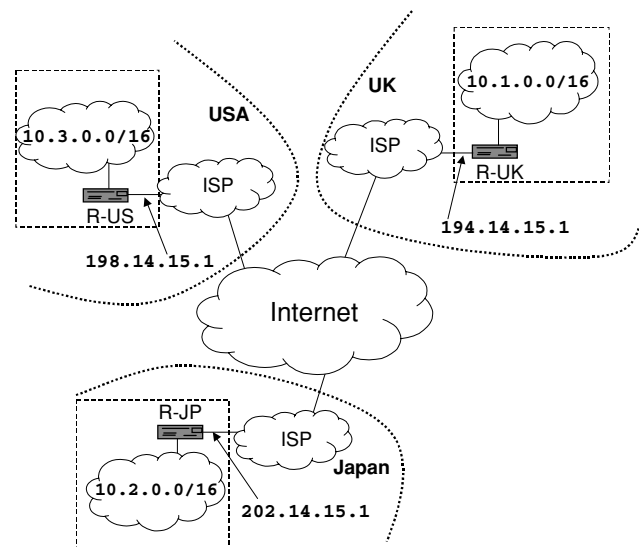 USA
UK
10.3.0.0/16
10.1.0.0/16
ISP
ISP
R-US
R-UK
198.14.15.1
194.14.15.1
Internet
R-JP
ISP
Japan
10.2.0.0/16
202.14.15.1